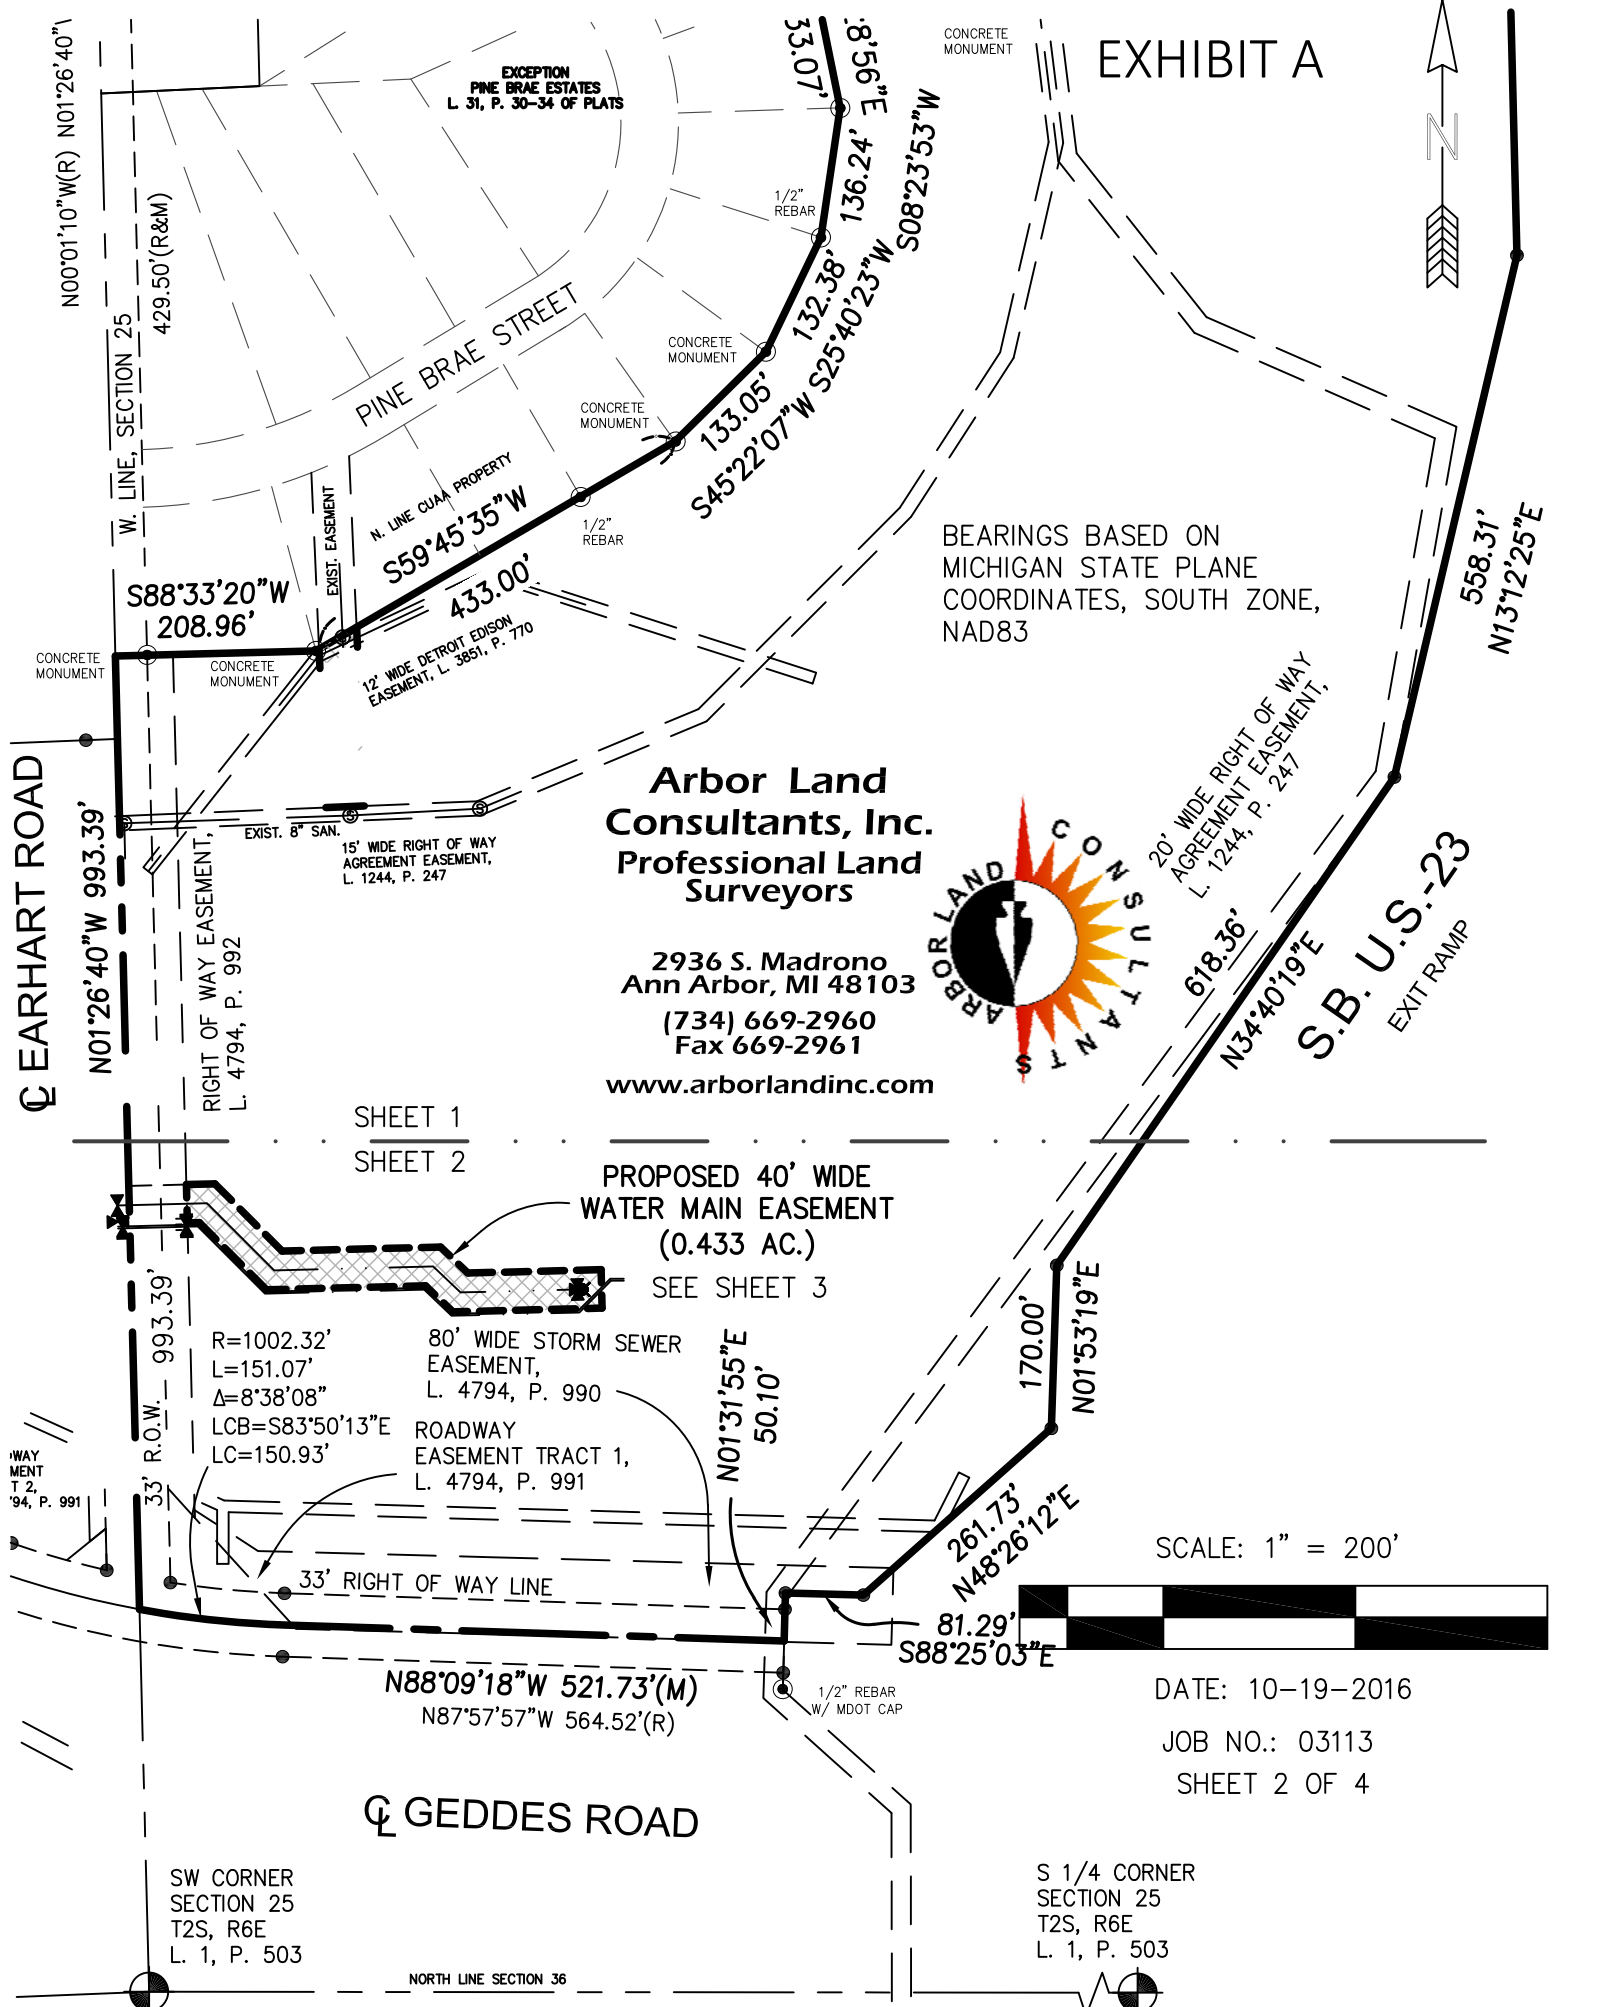 EXHIBIT A
CONCRETE
MONUMENT
N
EXCEPTION
PINE BRAE ESTATES
L. 31, P. 30-34 OF PLATS
N00°01'10"W(R) N01°26'40"
W. LINE, SECTION 25
429.50'(R&M)
33.07'
8'56"E
136.24'
S08°23'53"W
1/2"
REBAR
132.38'
S25°40'23"W
CONCRETE
MONUMENT
133.05'
S45°22'07"W
CONCRETE
MONUMENT
PINE BRAE STREET
N. LINE CUAA PROPERTY
S59°45'35"W
433.00'
1/2"
REBAR
EXIST. EASEMENT
12' WIDE DETROIT EDISON
EASEMENT, L. 3851, P. 770
S88°33'20"W
208.96'
CONCRETE
MONUMENT
CONCRETE
MONUMENT
BEARINGS BASED ON
MICHIGAN STATE PLANE
COORDINATES, SOUTH ZONE,
NAD83
558.31'
N13°12'25"E
20' WIDE RIGHT OF WAY
AGREEMENT EASEMENT,
L. 1244, P. 247
℄ EARHART ROAD
N01°26'40"W 993.39'
S
S
S
EXIST. 8" SAN.
15' WIDE RIGHT OF WAY
AGREEMENT EASEMENT,
L. 1244, P. 247
RIGHT OF WAY EASEMENT,
L. 4794, P. 992
Arbor Land
Consultants, Inc.
Professional Land
Surveyors
2936 S. Madrono
Ann Arbor, MI 48103
(734) 669-2960
Fax 669-2961
www.arborlandinc.com
ARBOR LAND CONSULTANTS
618.36'
N34°40'19"E
S.B. U.S.-23
EXIT RAMP
SHEET 1
SHEET 2
PROPOSED 40' WIDE
WATER MAIN EASEMENT
(0.433 AC.)
SEE SHEET 3
33' R.O.W. 993.39'
R=1002.32'
L=151.07'
Δ=8°38'08"
LCB=S83°50'13"E
LC=150.93'
80' WIDE STORM SEWER
EASEMENT,
L. 4794, P. 990
ROADWAY
EASEMENT TRACT 1,
L. 4794, P. 991
N01°31'55"E
50.10'
170.00'
N01°53'19"E
261.73'
N48°26'12"E
WAY
MENT
T 2,
'94, P. 991
33' RIGHT OF WAY LINE
81.29'
S88°25'03"E
SCALE: 1" = 200'
N88°09'18"W 521.73'(M)
N87°57'57"W 564.52'(R)
1/2" REBAR
W/ MDOT CAP
DATE: 10-19-2016
JOB NO.: 03113
SHEET 2 OF 4
℄ GEDDES ROAD
SW CORNER
SECTION 25
T2S, R6E
L. 1, P. 503
S 1/4 CORNER
SECTION 25
T2S, R6E
L. 1, P. 503
NORTH LINE SECTION 36